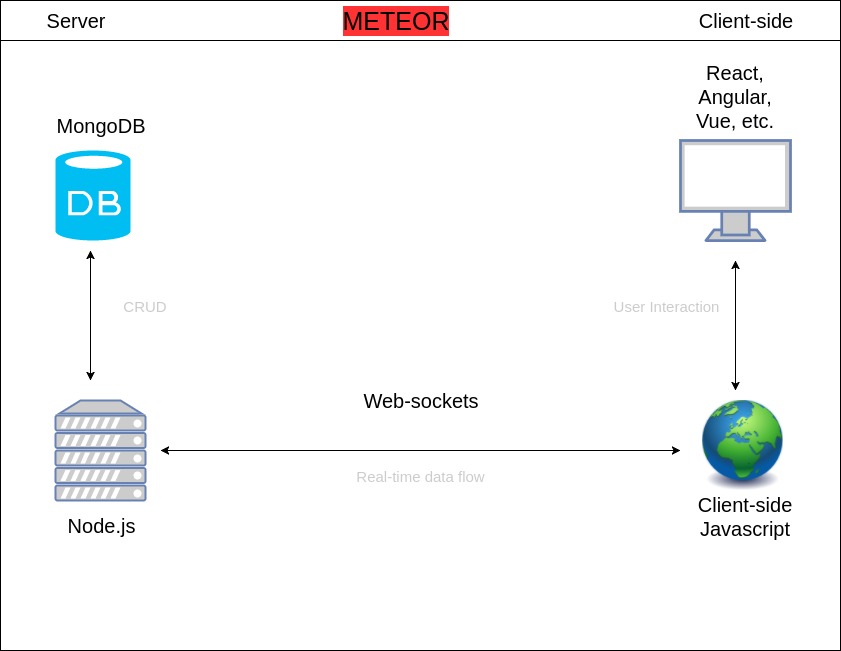 Server
METEOR
Client-side
React,
Angular,
Vue, etc.
MongoDB
DB
CRUD
User Interaction
Web-sockets
Real-time data flow
Node.js
Client-side
Javascript